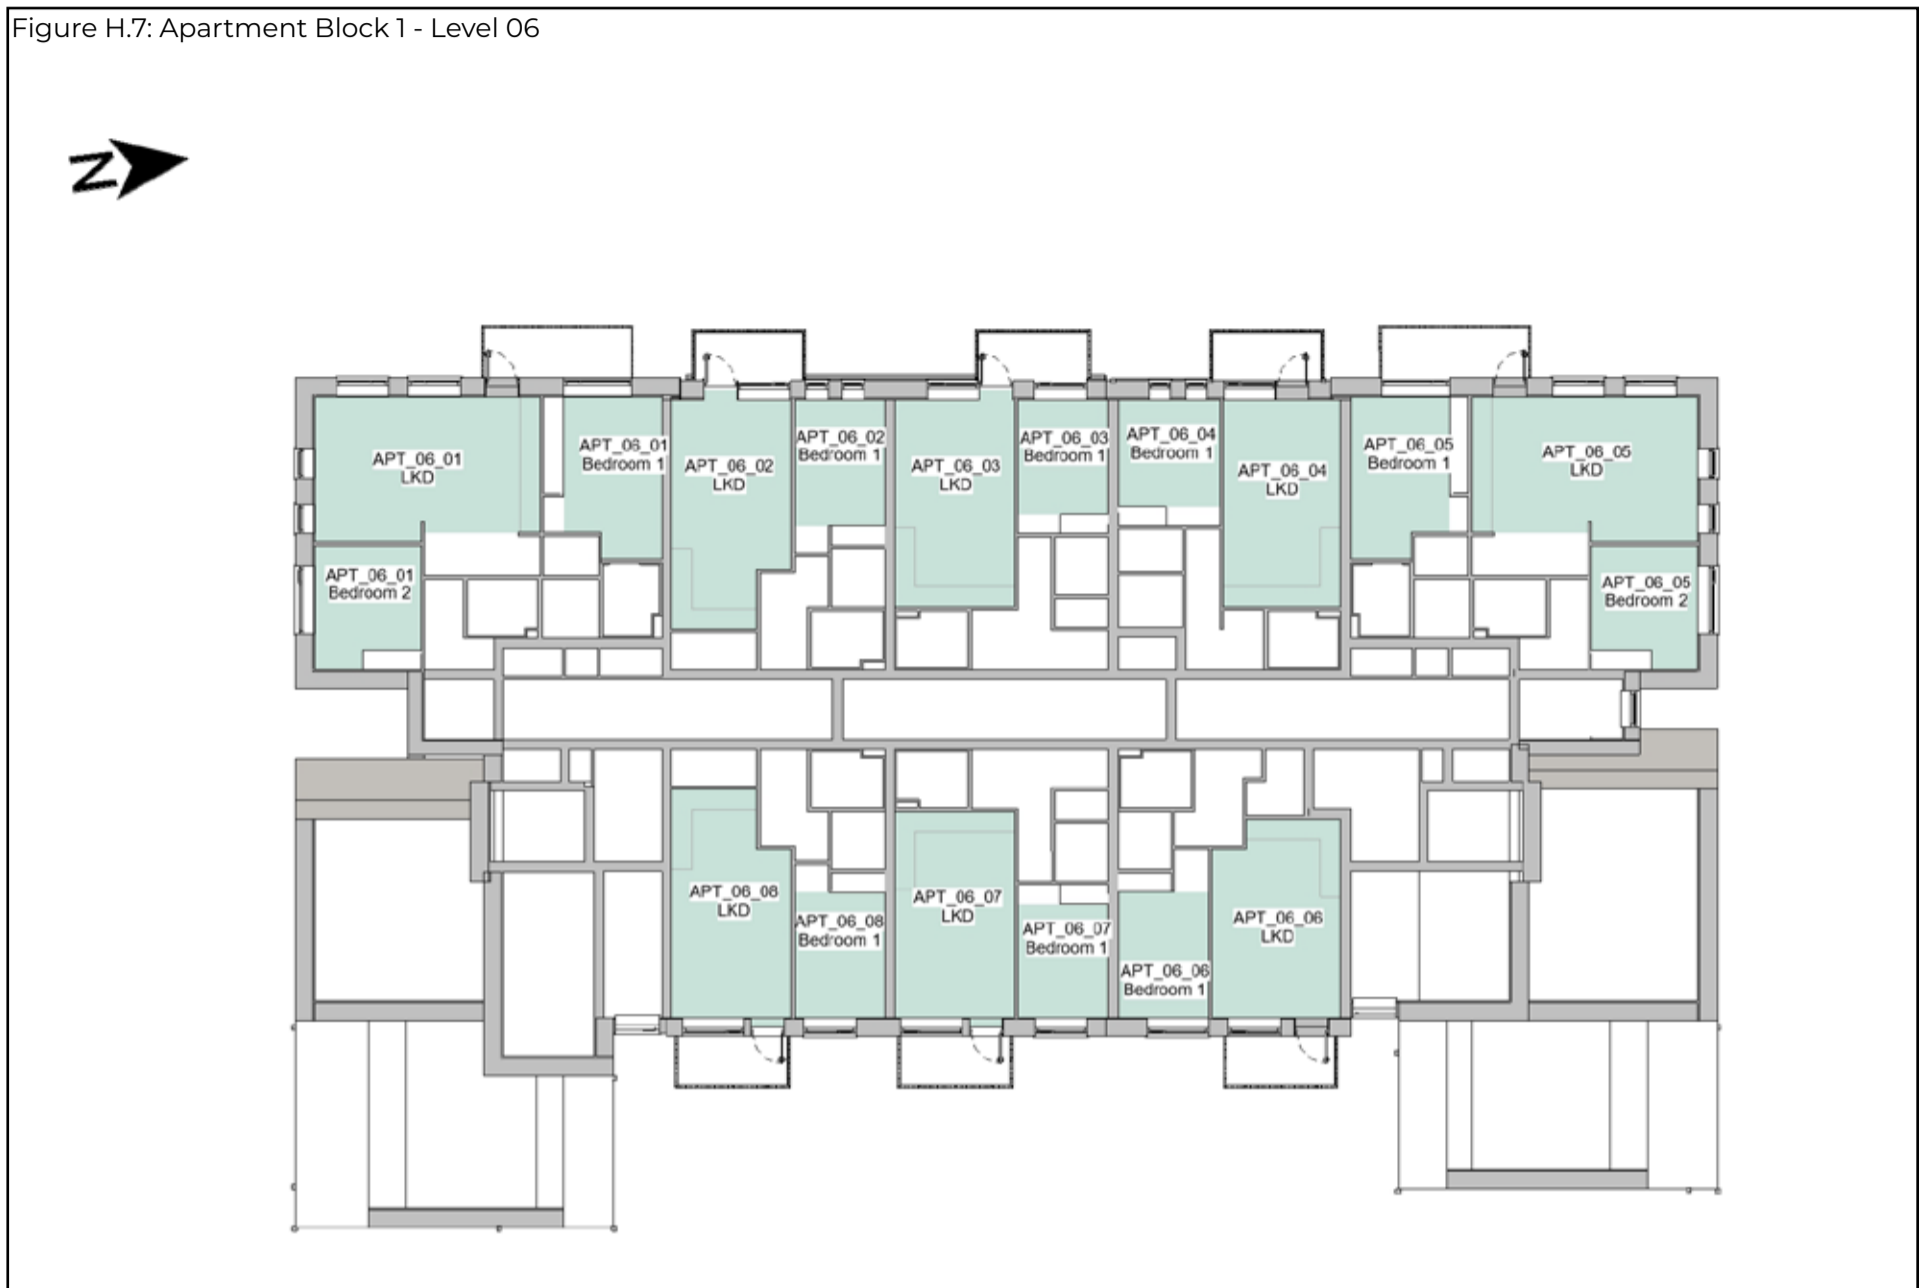 Figure H.7: Apartment Block 1 - Level 06
N
APT_06_01
LKD
APT_06_01
Bedroom 1
APT_06_02
LKD
APT_06_02
Bedroom 1
APT_06_03
LKD
APT_06_03
Bedroom 1
APT_06_04
Bedroom 1
APT_06_04
LKD
APT_06_05
Bedroom 1
APT_06_05
LKD
APT_06_01
Bedroom 2
APT_06_05
Bedroom 2
APT_06_08
LKD
APT_06_08
Bedroom 1
APT_06_07
LKD
APT_06_07
Bedroom 1
APT_06_06
Bedroom 1
APT_06_06
LKD